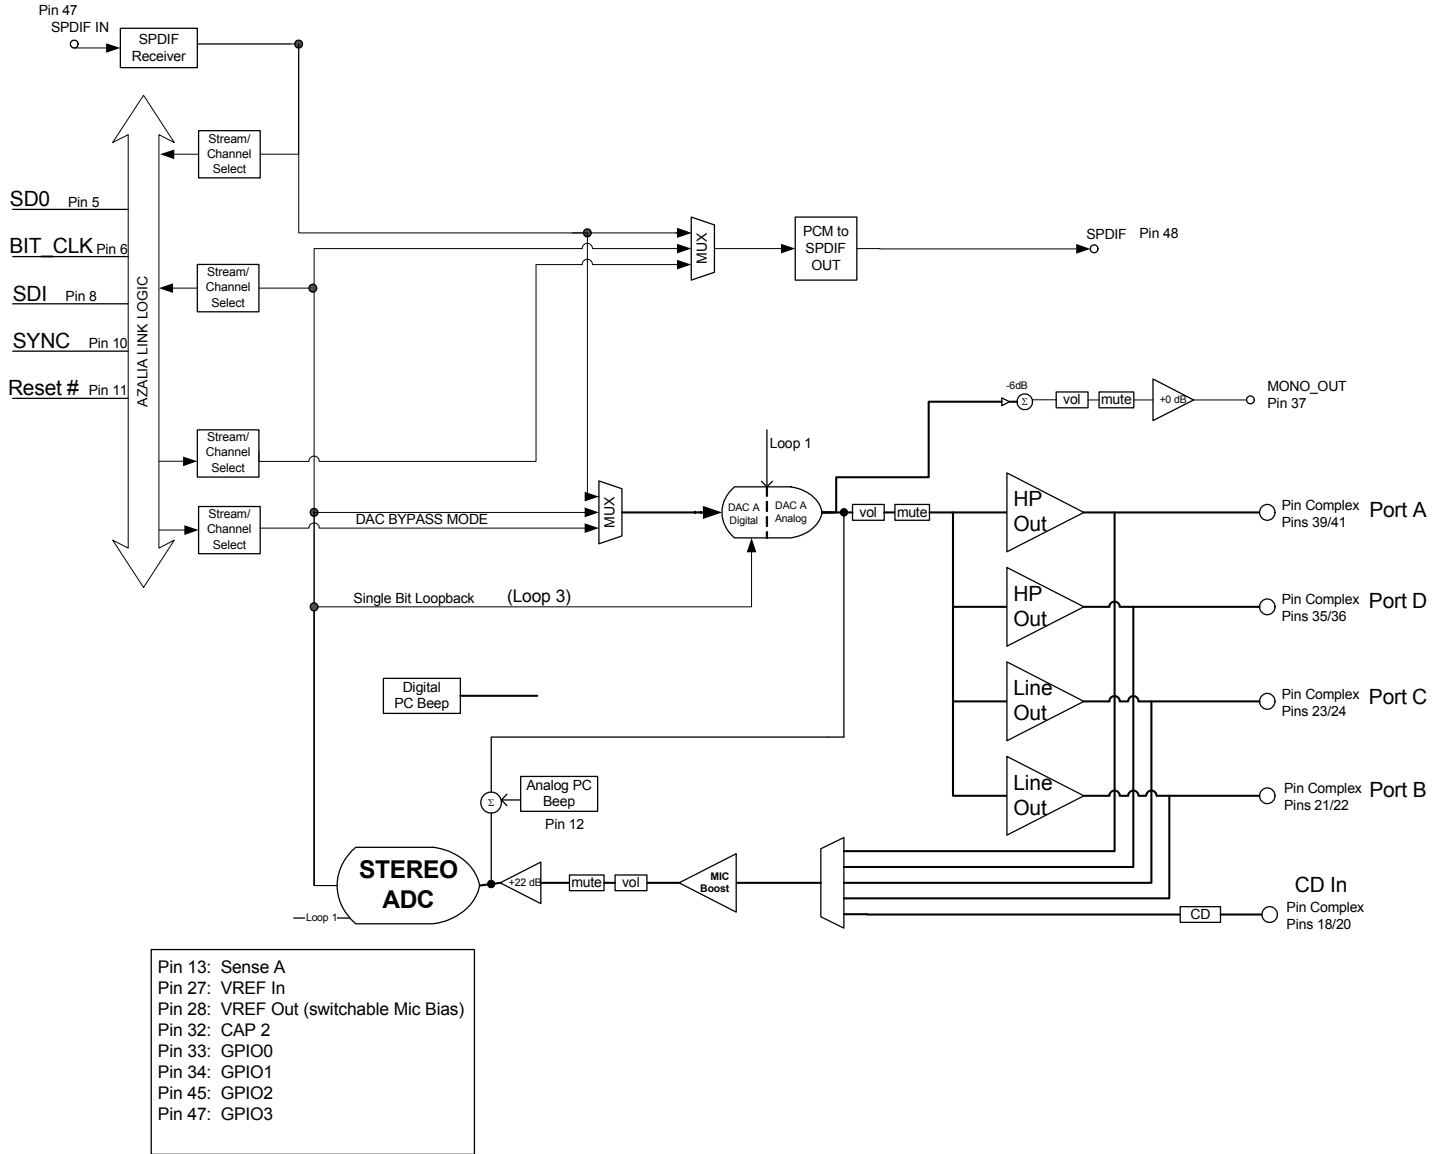 Pin 47
SPDIF IN
SPDIF
Receiver
Stream/
Channel
Select
SD0 Pin 5
BIT_CLK Pin 6
SDI Pin 8
SYNC Pin 10
Reset # Pin 11
AZALIA LINK LOGIC
Stream/
Channel
Select
Stream/
Channel
Select
Stream/
Channel
Select
MUX
PCM to
SPDIF
OUT
SPDIF Pin 48
-6dB
Σ
vol
mute
+0 dB
MONO_OUT
Pin 37
Loop 1
DAC BYPASS MODE
MUX
DAC A
Digital
DAC A
Analog
vol
mute
HP
Out
Pin Complex
Pins 39/41
Port A
Single Bit Loopback (Loop 3)
HP
Out
Pin Complex
Pins 35/36
Port D
Digital
PC Beep
Line
Out
Pin Complex
Pins 23/24
Port C
Σ
Analog PC
Beep
Pin 12
Line
Out
Pin Complex
Pins 21/22
Port B
STEREO
ADC
Loop 1
+22 dB
mute
vol
MIC
Boost
CD
CD In
Pin Complex
Pins 18/20
Pin 13: Sense A
Pin 27: VREF In
Pin 28: VREF Out (switchable Mic Bias)
Pin 32: CAP 2
Pin 33: GPIO0
Pin 34: GPIO1
Pin 45: GPIO2
Pin 47: GPIO3